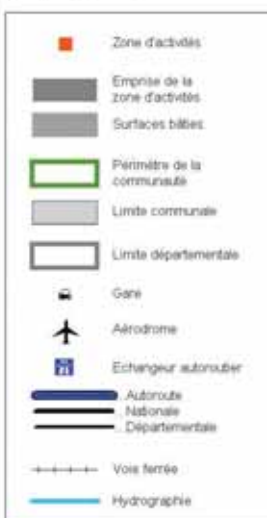 Zone d'activités
Emprise de la
zone d'activités
Surfaces bâties
Périmètre de la
communauté
Limite communale
Limite départementale
Gare
Aérodrome
Echangeur autoroutier
Autoroute
Nationale
Départementale
Voie ferrée
Hydrographie